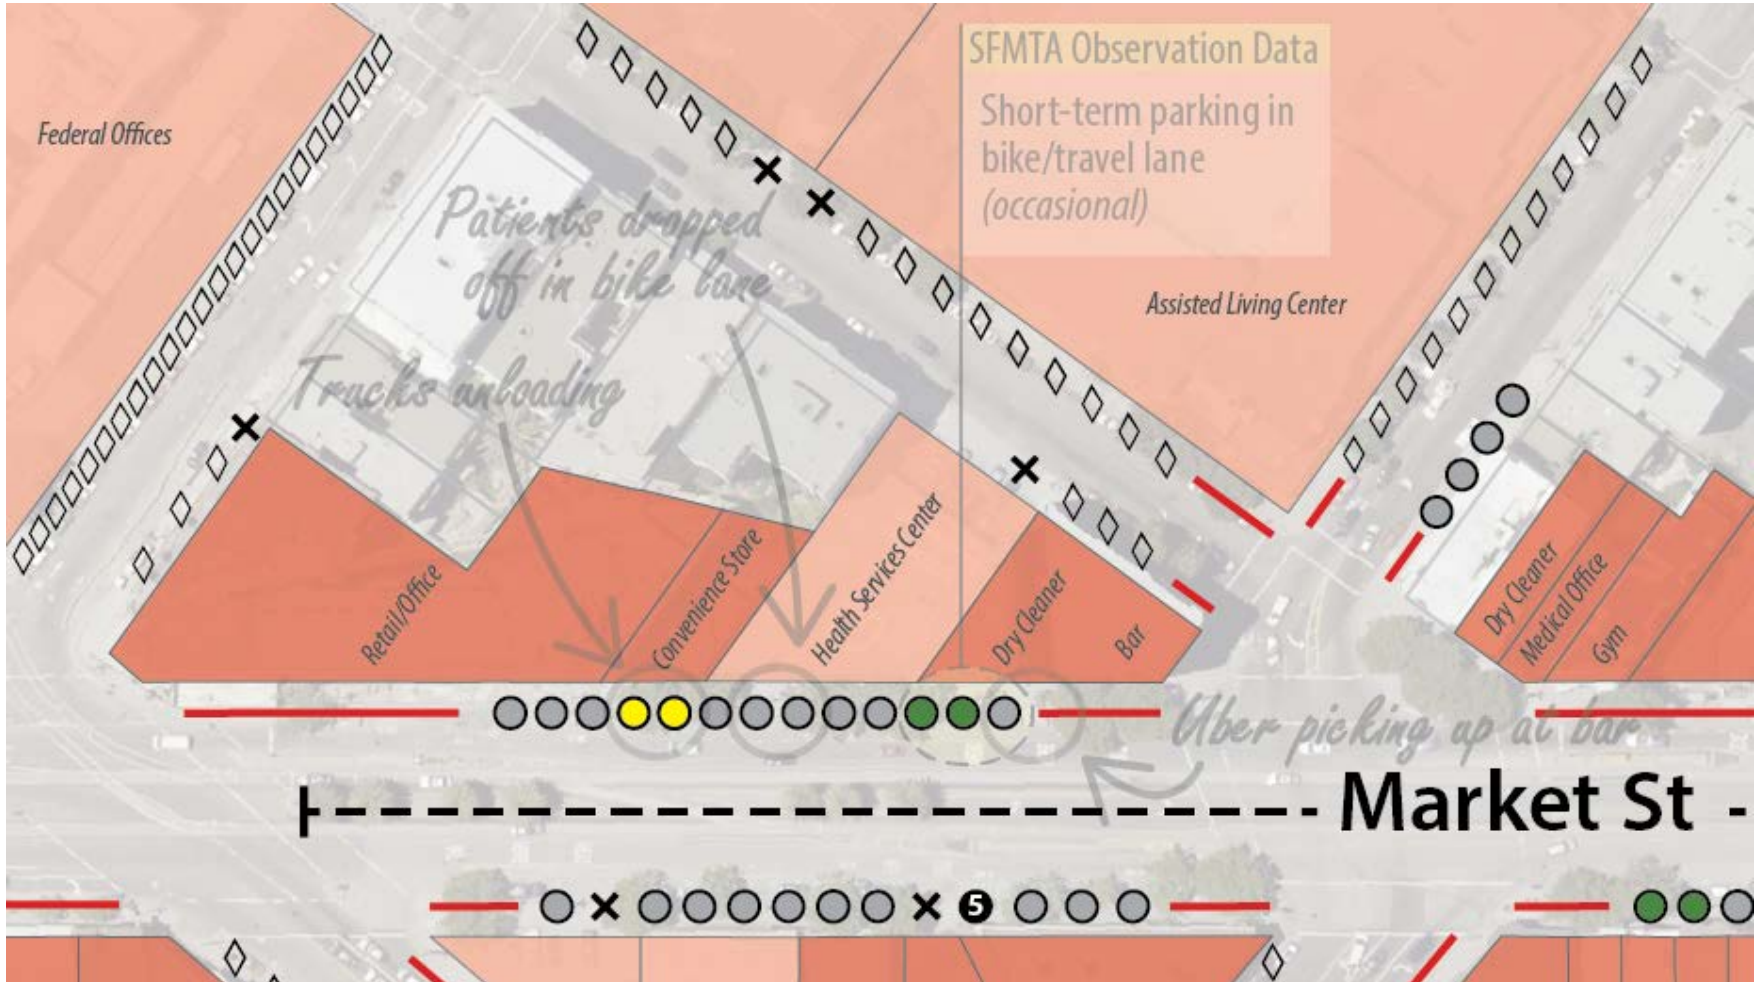 SFMTA Observation Data
Short-term parking in
bike/travel lane
(occasional)
Federal Offices
Patients dropped
off in bike lane
Assisted Living Center
Trucks unloading
Retail/Office
Convenience Store
Health Services Center
Dry Cleaner
Bar
Dry Cleaner
Medical Office
Gym
Uber picking up at bar
Market St
5